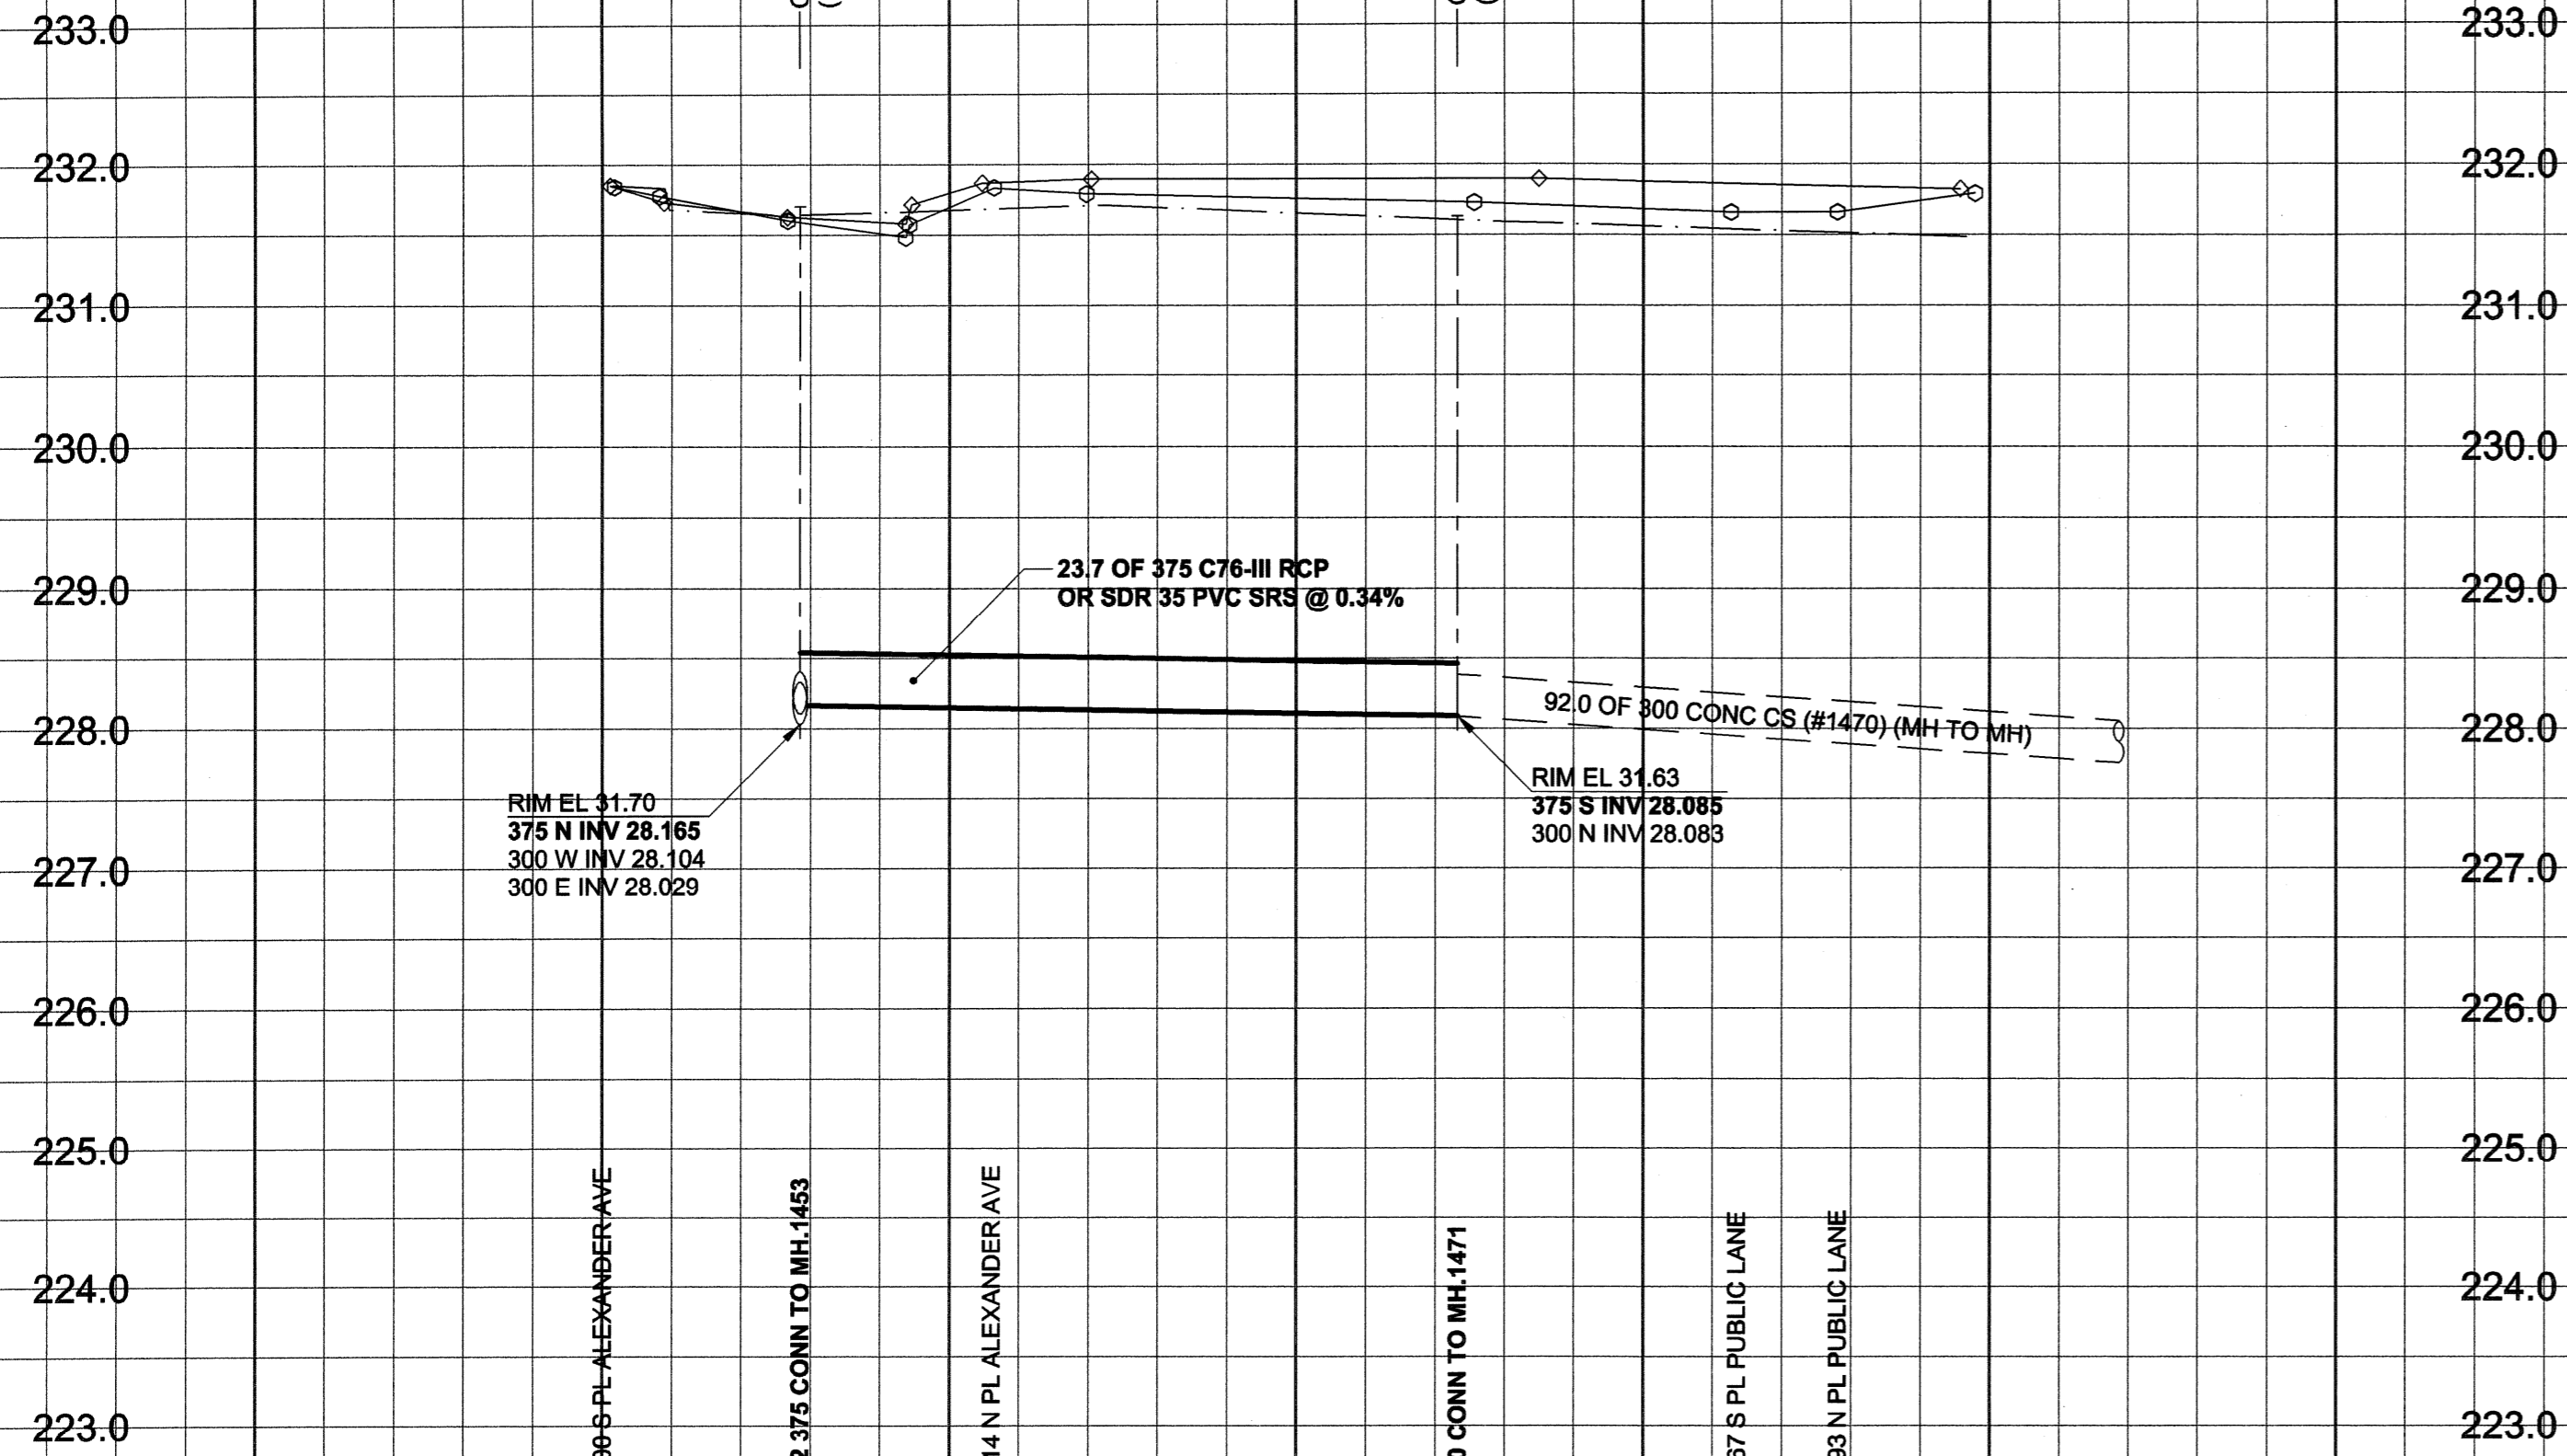 233.0 233.0
232.0 232.0
231.0 231.0
230.0 230.0
23.7 OF 375 C76-III RCP
OR SDR 35 PVC SRS @ 0.34%
229.0 229.0
92.0 OF 300 CONC CS (#1470) (MH TO MH)
228.0 228.0
RIM EL 31.70
375 N INV 28.165
300 W INV 28.104
300 E INV 28.029
RIM EL 31.63
375 S INV 28.085
300 N INV 28.083
227.0 227.0
226.0 226.0
225.0 225.0
224.0 224.0
223.0 223.0
S PL ALEXANDER AVE
375 CONN TO MH.1453
14 N PL ALEXANDER AVE
CONN TO MH.1471
67 S PL PUBLIC LANE
93 N PL PUBLIC LANE